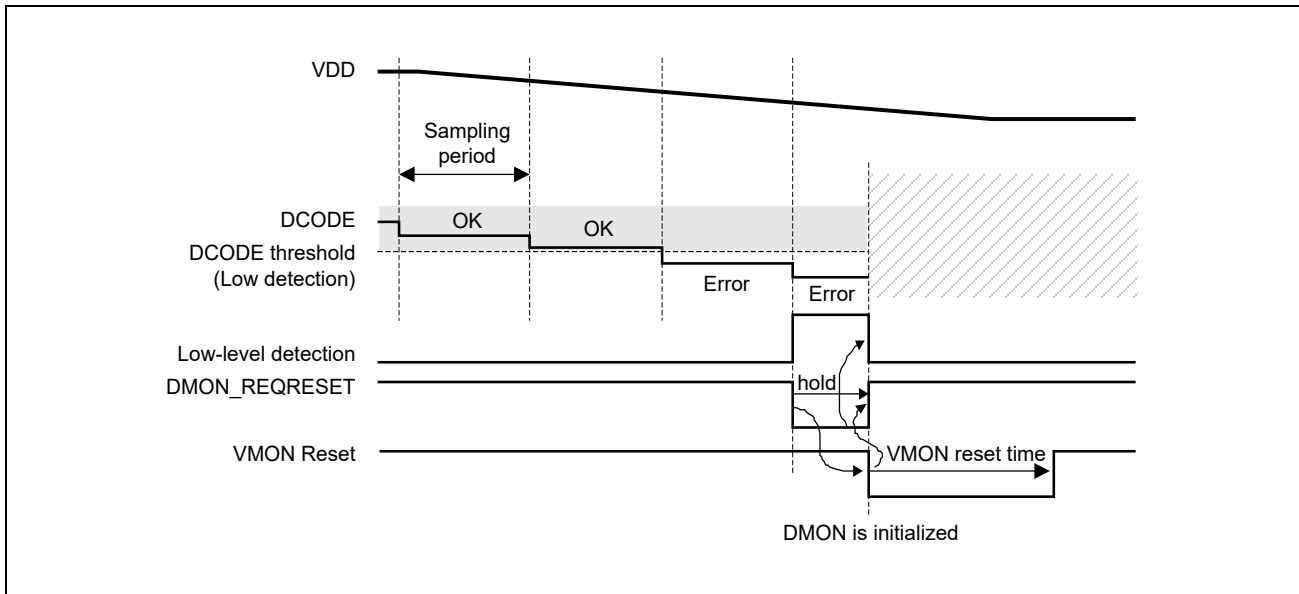 VDD
Sampling
period
DCODE
OK
OK
DCODE threshold
(Low detection)
Error
Error
Low-level detection
DMON_REQRESET
hold
VMON Reset
VMON reset time
DMON is initialized